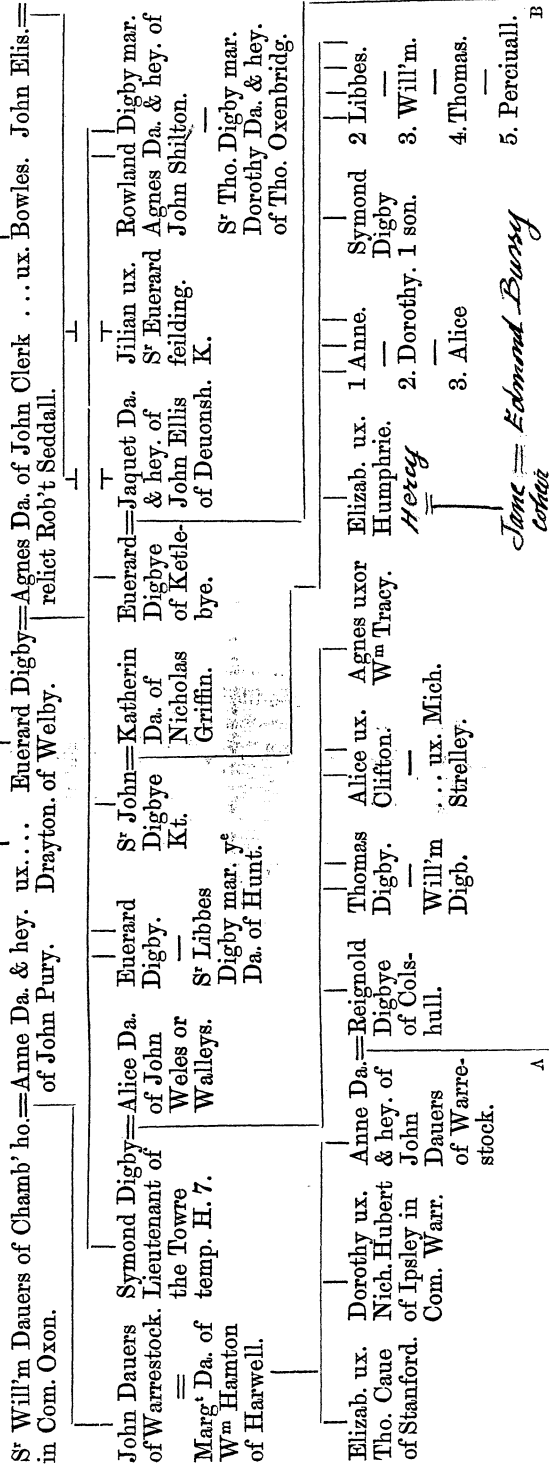 Sʳ Will'm Dauers of Chamb' ho.=Anne Da. & hey. ux.... Euerard Digby=Agnes Da. of John Clerk ...ux. Bowles. John Elis.=
in Com. Oxon. of John Pury. Drayton. of Welby. relict Rob't Seddall.
John Dauers
of Warrestock.
=
Margᵗ Da. of
Wᵐ Hamton
of Harwell.
Symond Digby=Alice Da.
Lieutenant of of John
the Towre Weles or
temp. H. 7. Walleys.
Euerard
Digby.
—
Sʳ Libbes
Digby mar. yᵉ
Da. of Hunt.
Sʳ John=Katherin
Digbye Da. of
Kt. Nicholas
Griffin.
Euerard=Jaquet Da.
Digbye & hey. of
of Ketle- John Ellis
bye. of Deuonsh.
Jilian ux.
Sʳ Euerard
feilding.
K.
Rowland Digby mar.
Agnes Da. & hey. of
John Shilton.
—
Sʳ Tho. Digby mar.
Dorothy Da. & hey.
of Tho. Oxenbridg.
Elizab. ux.
Tho. Caue
of Stanford.
Dorothy ux.
Nich. Hubert
of Ipsley in
Com. Warr.
Anne Da.=Reignold
& hey. of Digbye
John of Cols-
Dauers hull.
of Warre-
stock.
A
Thomas
Digby.
—
Will'm
Digb.
Alice ux.
Clifton.
—
...ux. Mich.
Strelley.
Agnes uxor
Wᵐ Tracy.
Elizab. ux.
Humphrie.
Hercy
=
Jane = Edmond Bussy
coheir
1 Anne.
—
2. Dorothy.
—
3. Alice
Symond
Digby
1 son.
2 Libbes.
—
3. Will'm.
—
4. Thomas.
—
5. Perciuall.
B